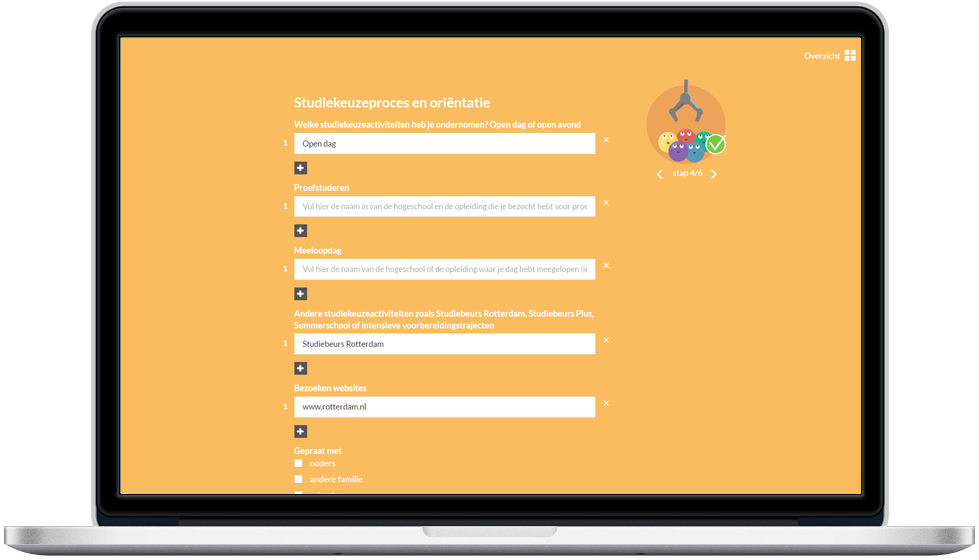 Overzicht
Studiekeuzeproces en oriëntatie
Welke studiekeuzeactiviteiten heb je ondernomen? Open dag of open avond
1 Open dag
Proefstuderen
1 Vul hier de naam in van de hogeschool en de opleiding die je bezocht hebt voor proe
stap 4/6
Meeloopdag
1 Vul hier de naam van de hogeschool of de opleiding waar je dag hebt meegelopen (ie
Andere studiekeuzeactiviteiten zoals Studiebeurs Rotterdam, Studiebeurs Plus,
Summerschool of intensieve voorbereidingstrajecten
1 Studiebeurs Rotterdam
Bezoeken websites
1 www.rotterdam.nl
Gepraat met
ouders
andere familie